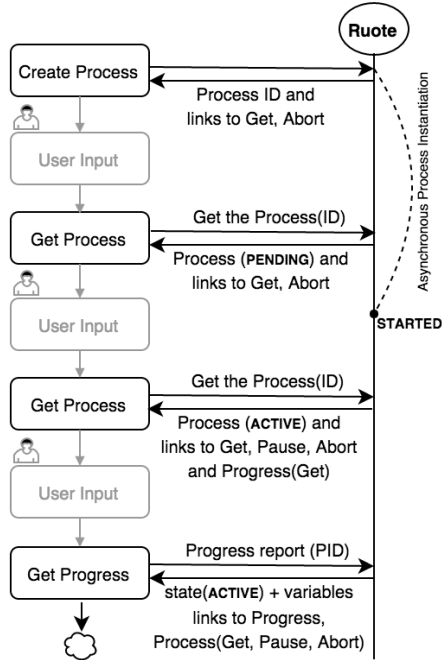 Ruote
Create Process
Process ID and
links to Get, Abort
Asynchronous Process Instantiation
User Input
Get the Process(ID)
Get Process
Process (PENDING) and
links to Get, Abort
User Input
STARTED
Get the Process(ID)
Get Process
Process (ACTIVE) and
links to Get, Pause, Abort
and Progress(Get)
User Input
Progress report (PID)
Get Progress
state(ACTIVE) + variables
links to Progress,
Process(Get, Pause, Abort)